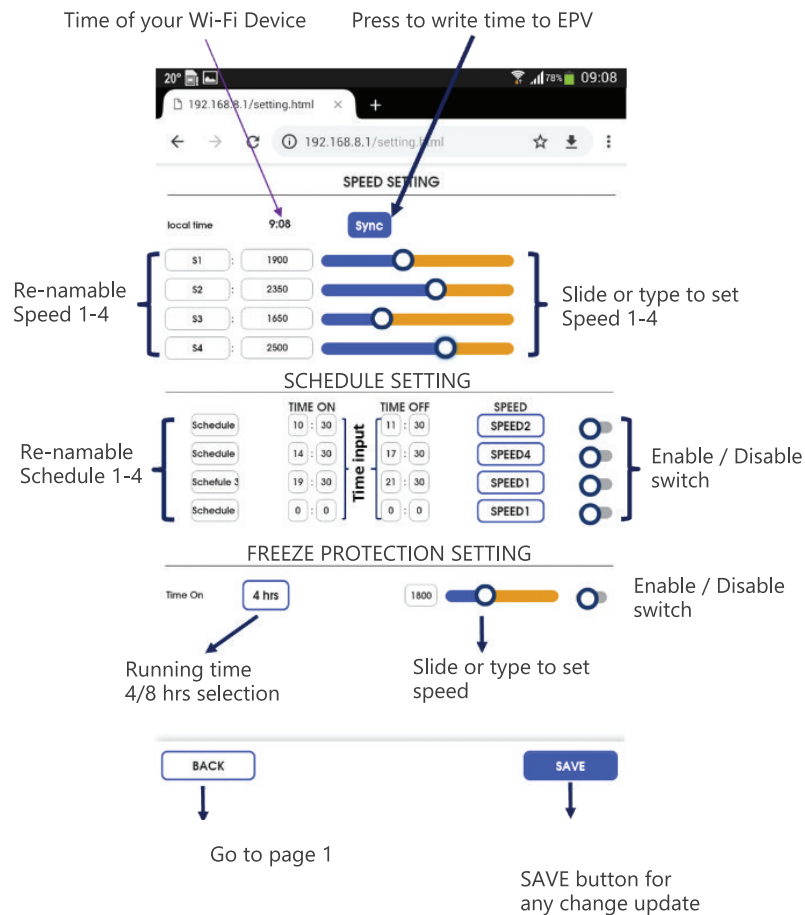 Time of your Wi-Fi Device Press to write time to EPV
20° 78% 09:08
192.168.8.1/setting.html × +
192.168.8.1/setting.html
SPEED SETTING
local time 9:08 Sync
Re-namable
Speed 1-4
S1 : 1900
S2 : 2350
S3 : 1650
S4 : 2500
Slide or type to set
Speed 1-4
SCHEDULE SETTING
TIME ON TIME OFF SPEED
Re-namable
Schedule 1-4
Schedule 10 : 30 11 : 30 SPEED2
Schedule 14 : 30 17 : 30 SPEED4
Schefule 3 19 : 30 21 : 30 SPEED1
Schedule 0 : 0 0 : 0 SPEED1
Time input
Enable / Disable
switch
FREEZE PROTECTION SETTING
Time On 4 hrs 1800
Enable / Disable
switch
Running time
4/8 hrs selection
Slide or type to set
speed
BACK SAVE
Go to page 1
SAVE button for
any change update